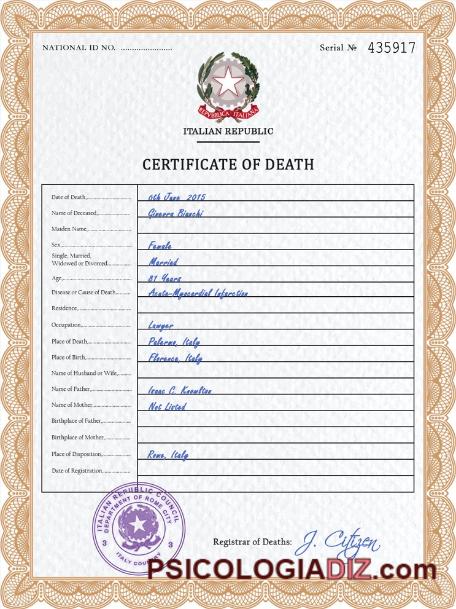 NATIONAL ID NO. ........................ Serial № 435917
REPVBBLICA ITALIANA
ITALIAN REPUBLIC
CERTIFICATE OF DEATH
Date of Death, 6th June 2015
Name of Deceased, Ginevra Bianchi
Maiden Name,
Sex, Female
Single, Married,
Widowed or Divorced, Married
Age, 81 Years
Disease or Cause of Death, Acute-Myocardial Infarction
Residence,
Occupation, Lawyer
Place of Death, Palermo, Italy
Place of Birth, Florence, Italy
Name of Husband or Wife,
Name of Father, Isaac C. Knowlton
Name of Mother, Not Listed
Birthplace of Father,
Birthplace of Mother,
Place of Disposition, Rome, Italy
Date of Registration,
ITALIAN REPUBLIC COUNCIL
DEPARTMENT OF ROME CITY
3 3
ITALY COUNTRY
Registrar of Deaths: J. Citizen
PSICOLOGIADIZ.com